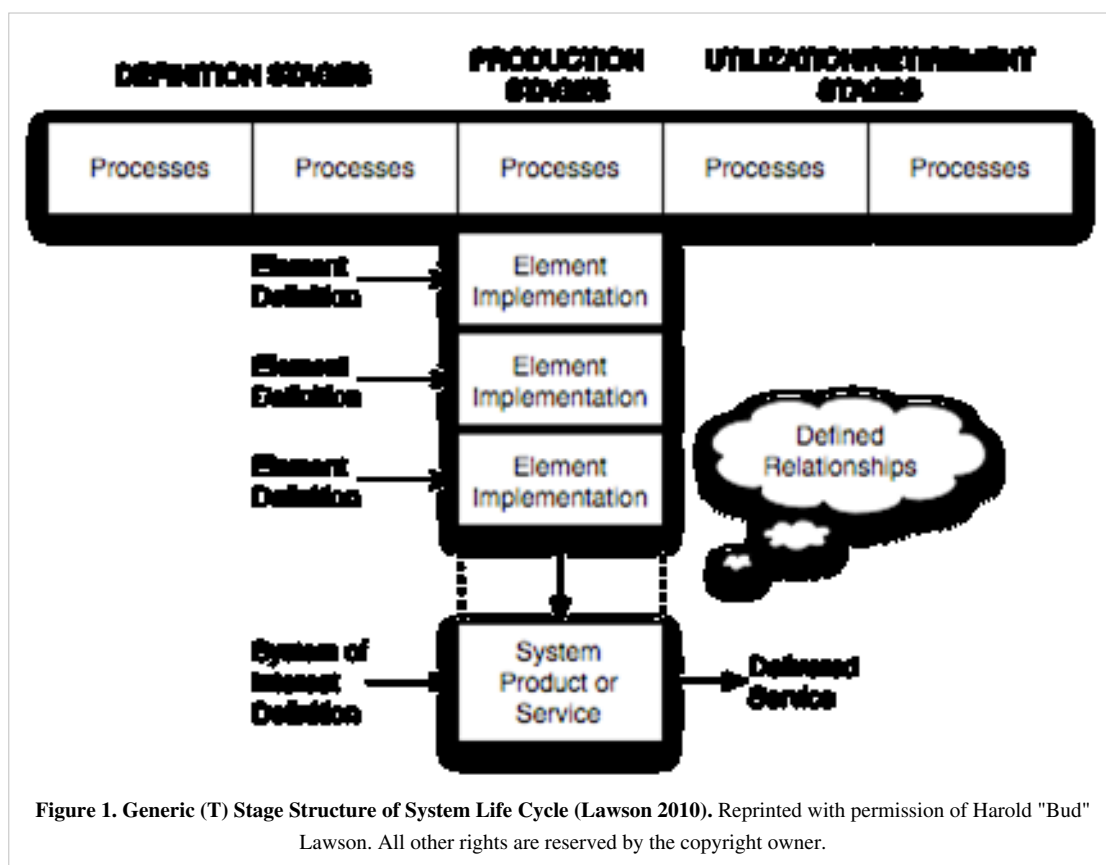 DEFINITION STAGES
PRODUCTION
STAGES
UTILIZATION/RETIREMENT
STAGES
Processes Processes Processes Processes Processes
Element
Definition
Element
Implementation
Element
Definition
Element
Implementation
Element
Definition
Element
Implementation
Defined
Relationships
System of
Interest
Definition
System
Product or
Service
Delivered
Service
Figure 1. Generic (T) Stage Structure of System Life Cycle (Lawson 2010). Reprinted with permission of Harold "Bud"
Lawson. All other rights are reserved by the copyright owner.